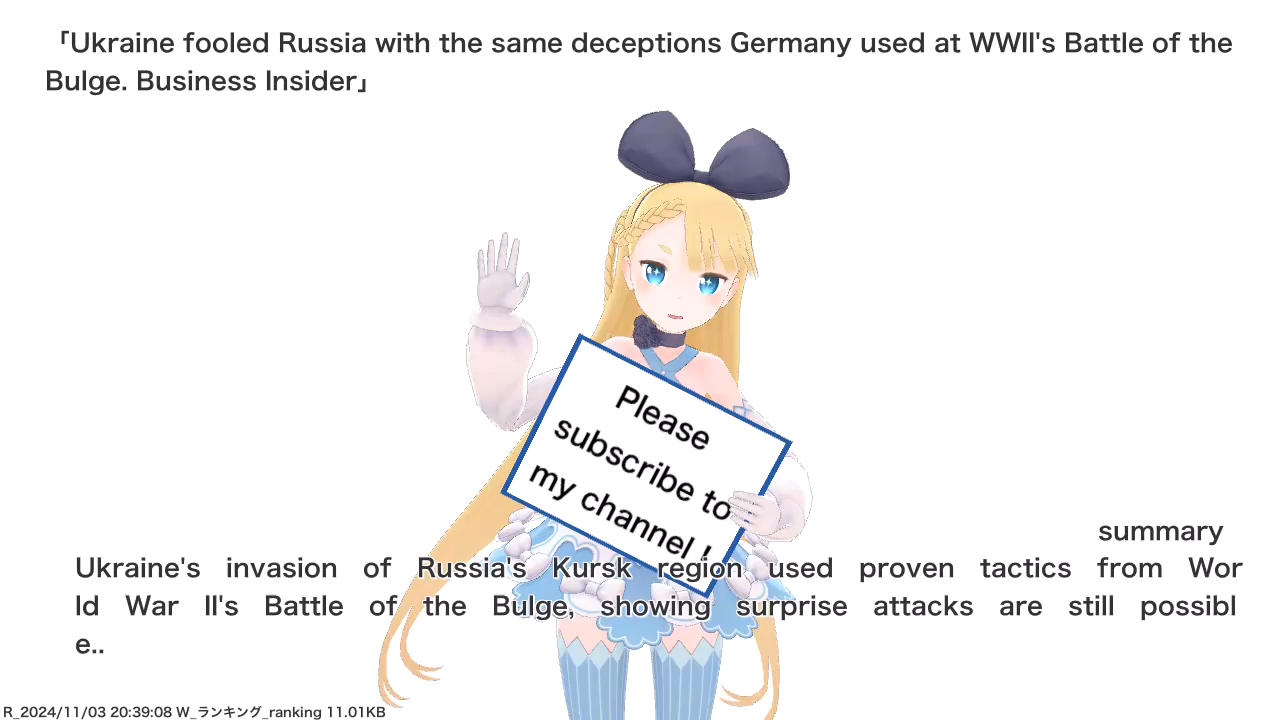 「Ukraine fooled Russia with the same deceptions Germany used at WWII's Battle of the
Bulge. Business Insider」
Please
subscribe to
my channel !
summary
Ukraine's invasion of Russia's Kursk region used proven tactics from Wor
ld War II's Battle of the Bulge, showing surprise attacks are still possibl
e..
R_2024/11/03 20:39:08 W_ランキング_ranking 11.01KB